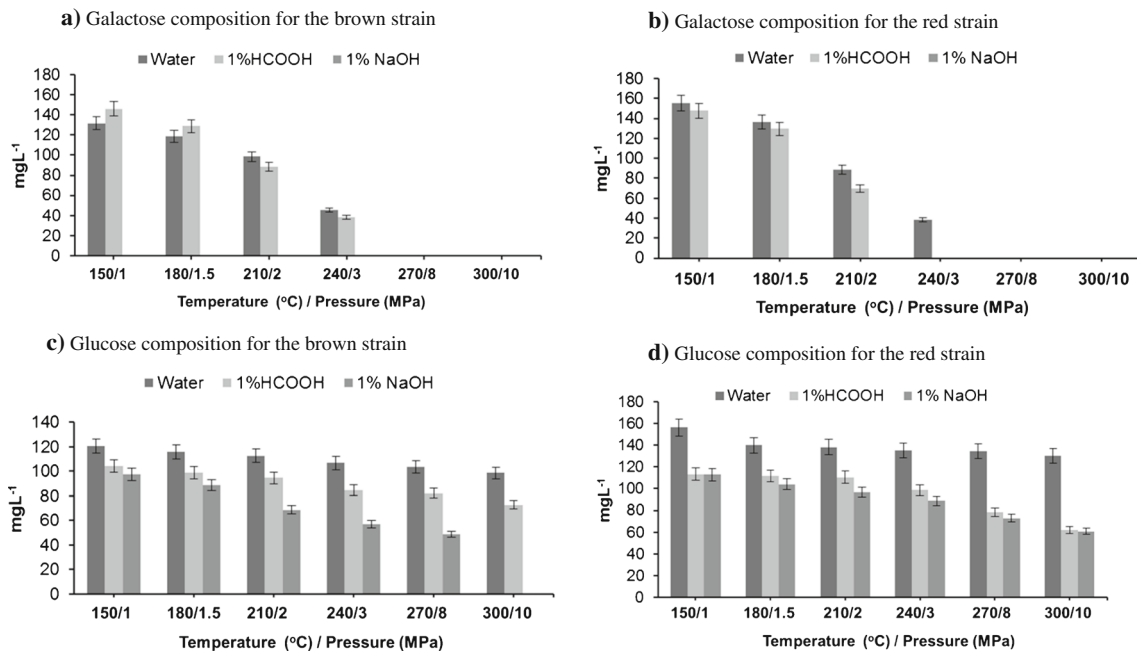 a) Galactose composition for the brown strain
Water 1%HCOOH 1% NaOH
180
160
140
120
100
80
60
40
20
0
mgL⁻¹
150/1 180/1.5 210/2 240/3 270/8 300/10
Temperature (°C) / Pressure (MPa)
b) Galactose composition for the red strain
Water 1%HCOOH 1% NaOH
180
160
140
120
100
80
60
40
20
0
mgL⁻¹
150/1 180/1.5 210/2 240/3 270/8 300/10
Temperature (°C) / Pressure (MPa)
c) Glucose composition for the brown strain
Water 1%HCOOH 1% NaOH
140
120
100
80
60
40
20
0
mgL⁻¹
150/1 180/1.5 210/2 240/3 270/8 300/10
Temperature (°C) / Pressure (MPa)
d) Glucose composition for the red strain
Water 1%HCOOH 1% NaOH
180
160
140
120
100
80
60
40
20
0
mgL⁻¹
150/1 180/1.5 210/2 240/3 270/8 300/10
Temperature (°C) / Pressure (MPa)